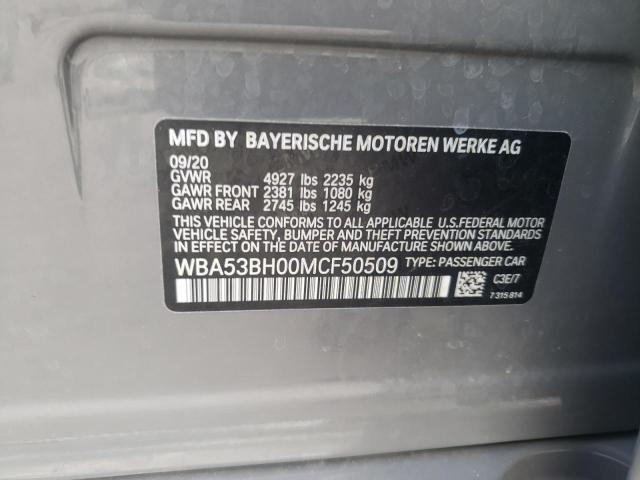 MFD BY BAYERISCHE MOTOREN WERKE AG
09/20
GVWR 4927 lbs 2235 kg
GAWR FRONT 2381 lbs 1080 kg
GAWR REAR 2745 lbs 1245 kg
THIS VEHICLE CONFORMS TO ALL APPLICABLE U.S.FEDERAL MOTOR
VEHICLE SAFETY, BUMPER AND THEFT PREVENTION STANDARDS IN
EFFECT ON THE DATE OF MANUFACTURE SHOWN ABOVE.
WBA53BH00MCF50509 TYPE: PASSENGER CAR
C3E/7
7315814